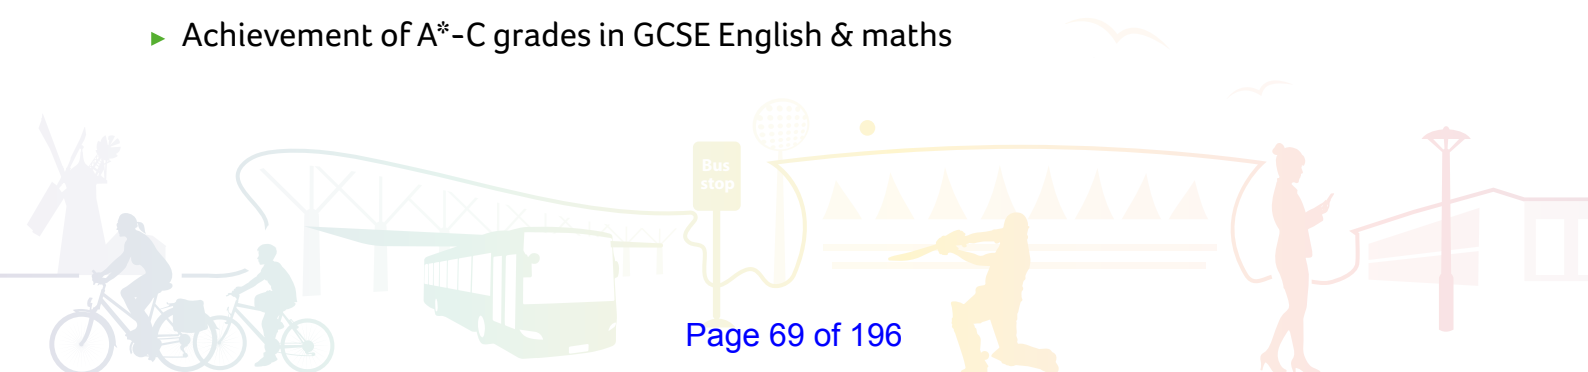 ► Achievement of A*-C grades in GCSE English & maths
Bus
stop
Page 69 of 196